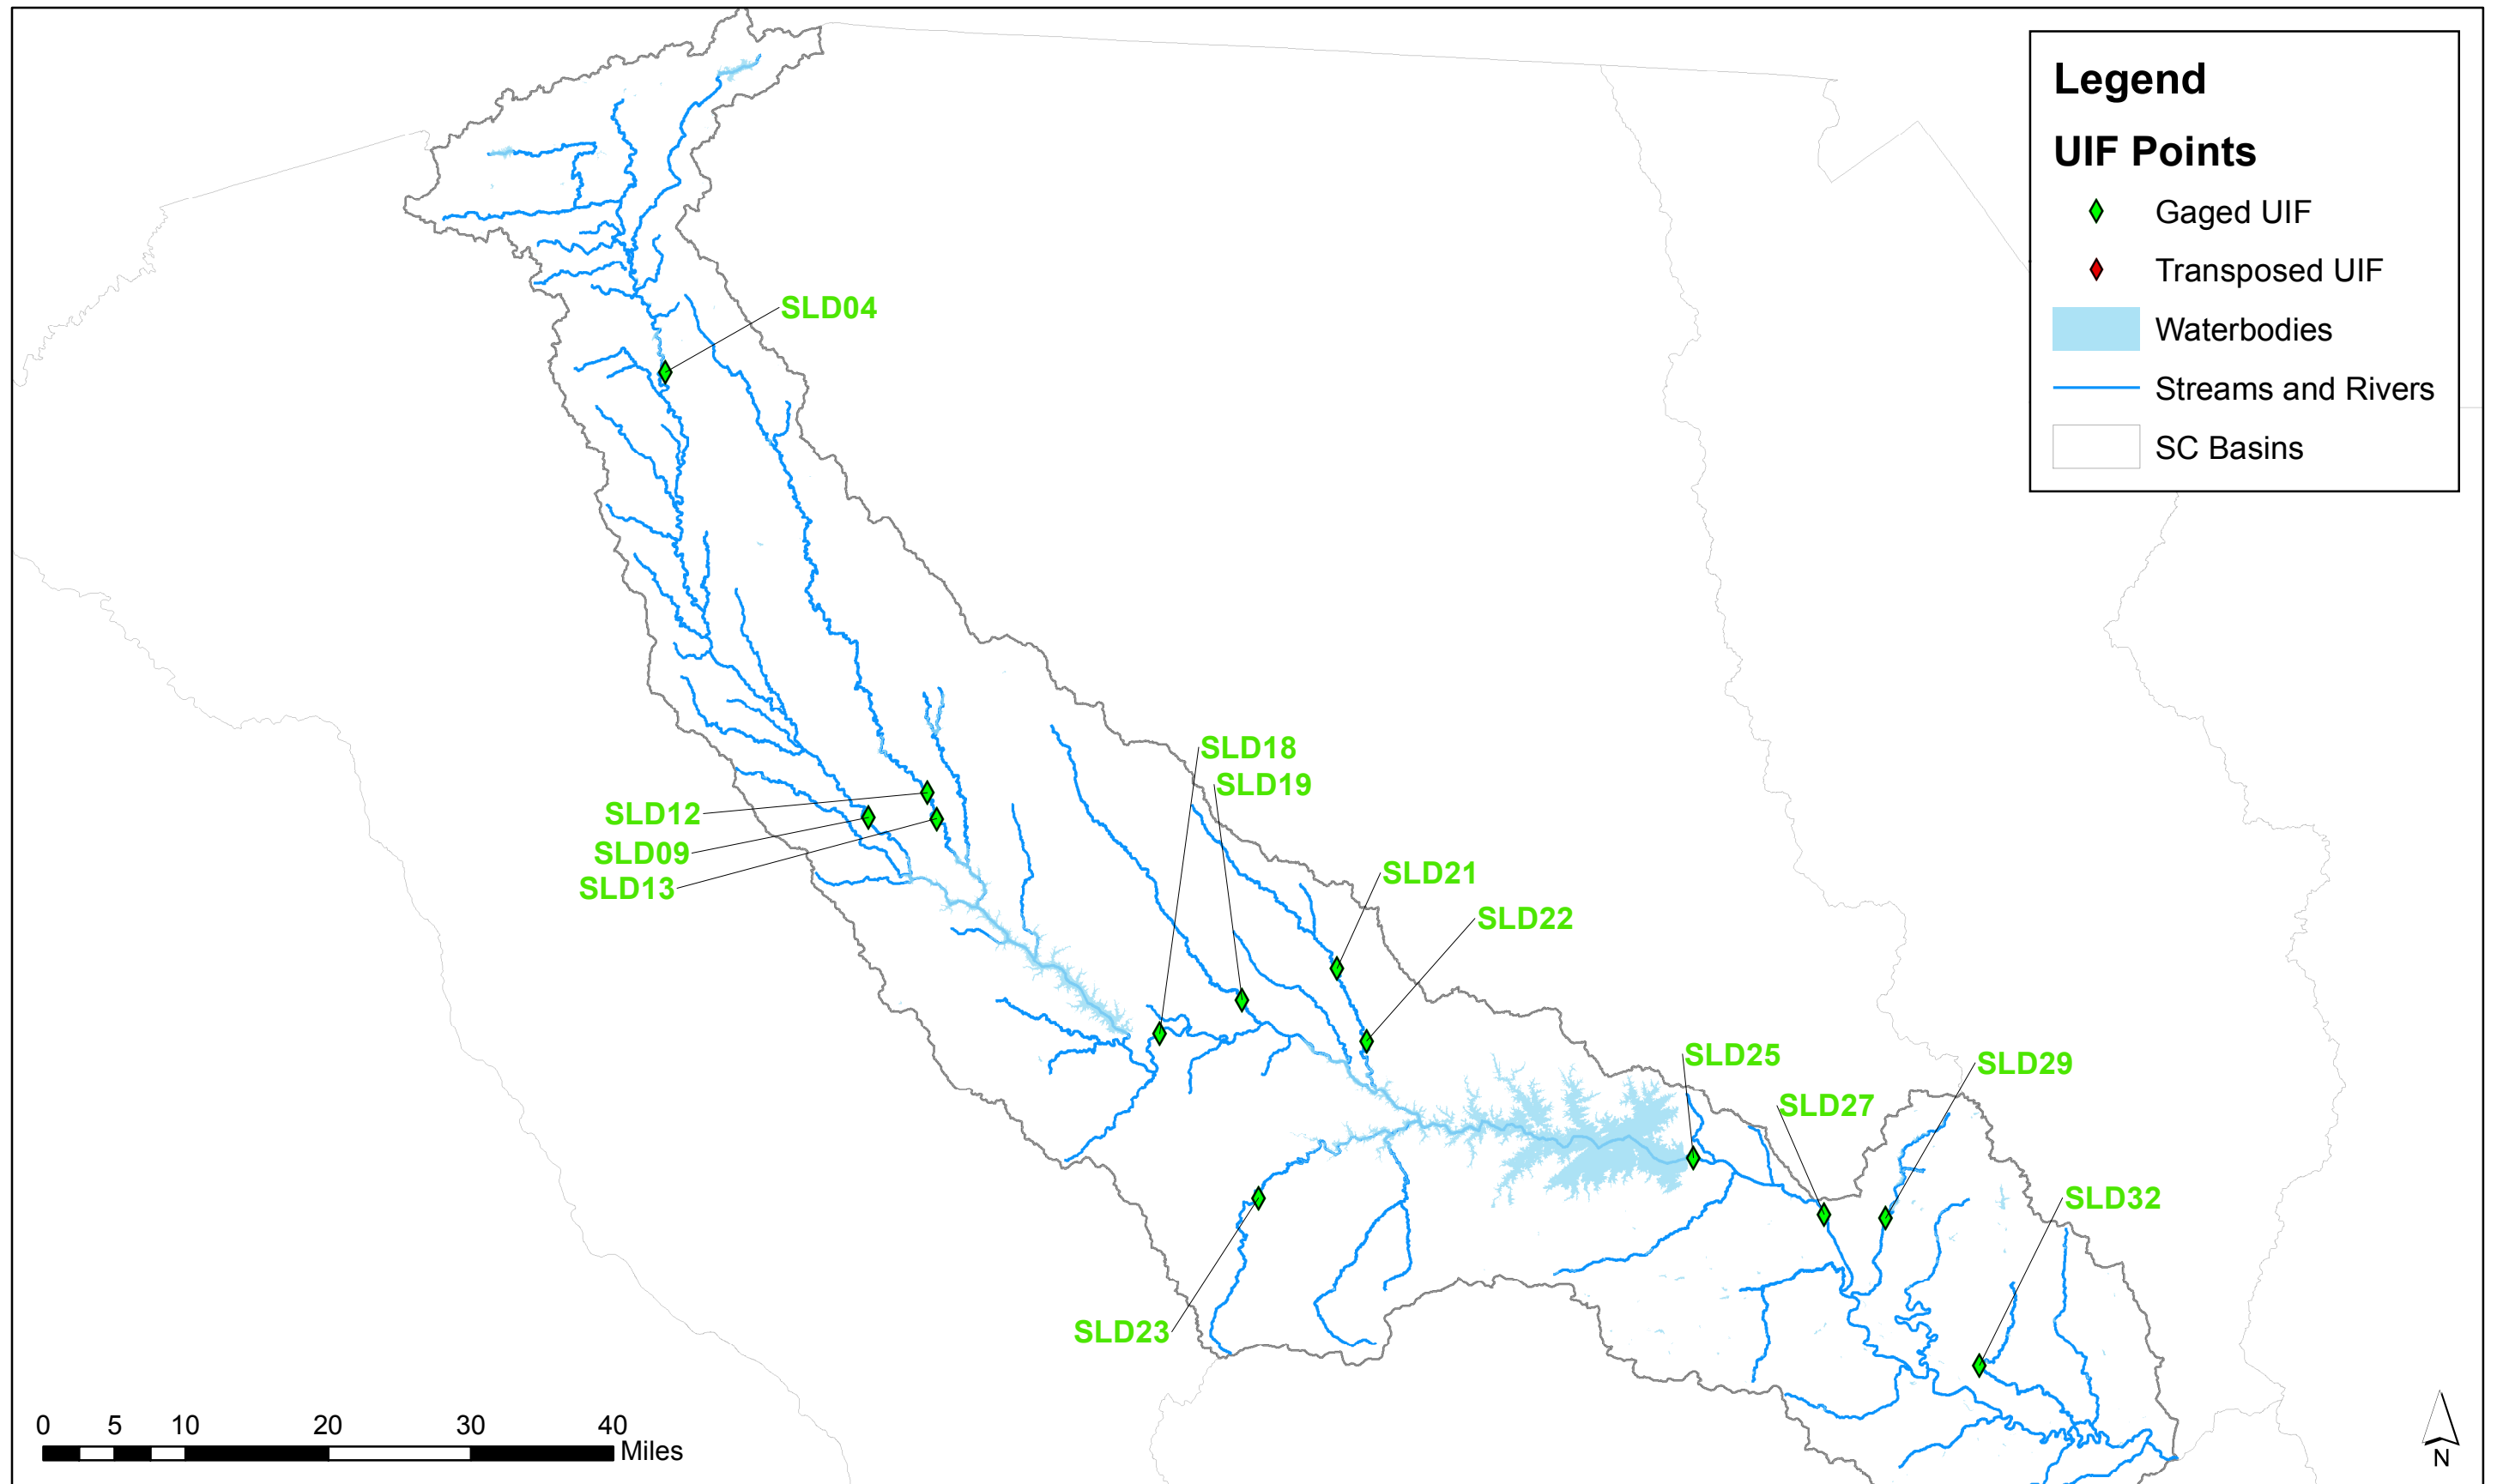 Legend
UIF Points
Gaged UIF
Transposed UIF
Waterbodies
Streams and Rivers
SC Basins
SLD04
SLD18
SLD19
SLD12
SLD09
SLD13
SLD21
SLD22
SLD25
SLD29
SLD27
SLD32
SLD23
0 5 10 20 30 40
Miles
N